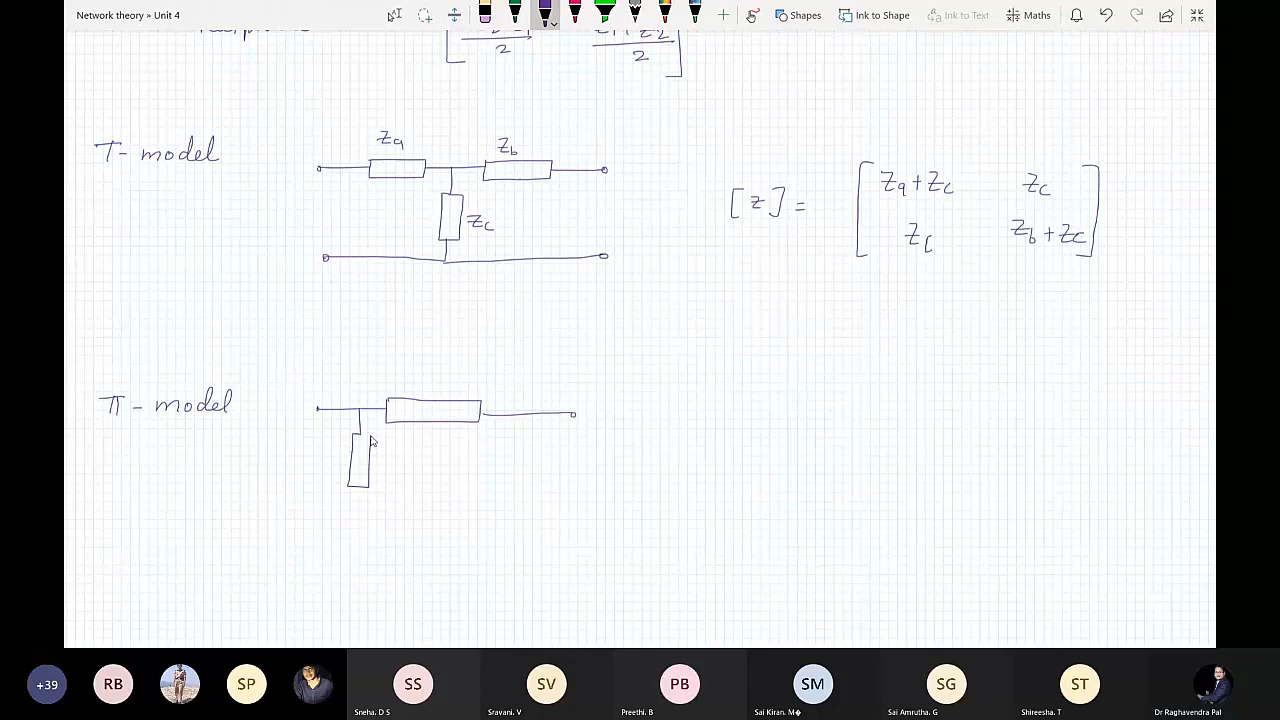 Network theory » Unit 4
Shapes
Ink to Shape
Ink to Text
Maths
2
2
T- model
Za
Zb
Zc
[z] =
Za+Zc Zc
Zc Zb+Zc
π - model
+39
RB
SP
SS
SV
PB
SM
SG
ST
Sneha. D S
Sravani. V
Preethi. B
Sai Kiran. M�
Sai Amrutha. G
Shireesha. T
Dr Raghavendra Pal